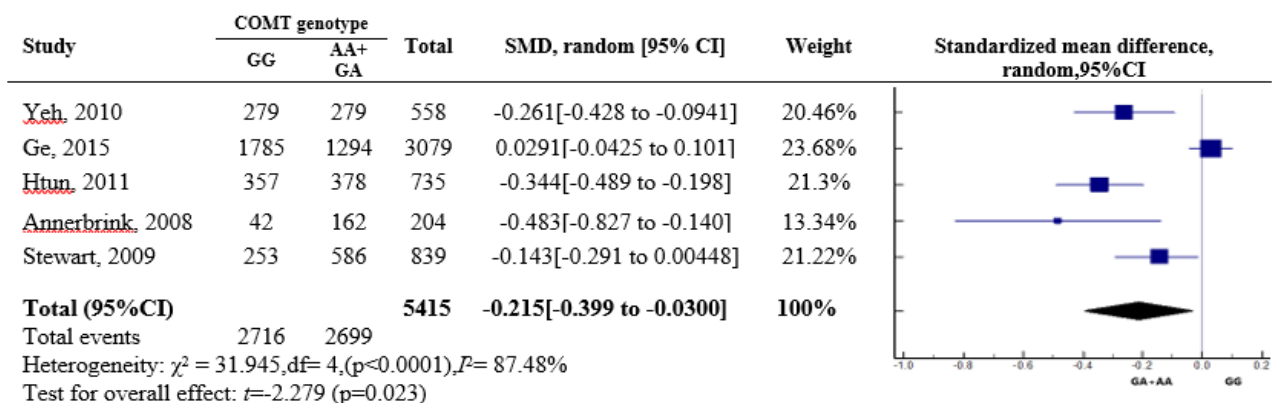 COMT genotype
Study GG AA+ GA Total SMD, random [95% CI] Weight Standardized mean difference, random,95%CI
Yeh, 2010 279 279 558 -0.261[-0.428 to -0.0941] 20.46%
Ge, 2015 1785 1294 3079 0.0291[-0.0425 to 0.101] 23.68%
Htun, 2011 357 378 735 -0.344[-0.489 to -0.198] 21.3%
Annerbrink, 2008 42 162 204 -0.483[-0.827 to -0.140] 13.34%
Stewart, 2009 253 586 839 -0.143[-0.291 to 0.00448] 21.22%
Total (95%CI) 5415 -0.215[-0.399 to -0.0300] 100%
Total events 2716 2699
Heterogeneity: χ² = 31.945,df= 4,(p<0.0001),I²= 87.48%
Test for overall effect: t=-2.279 (p=0.023)
-1.0 -0.8 -0.6 -0.4 -0.2 0.0 0.2
GA+AA GG